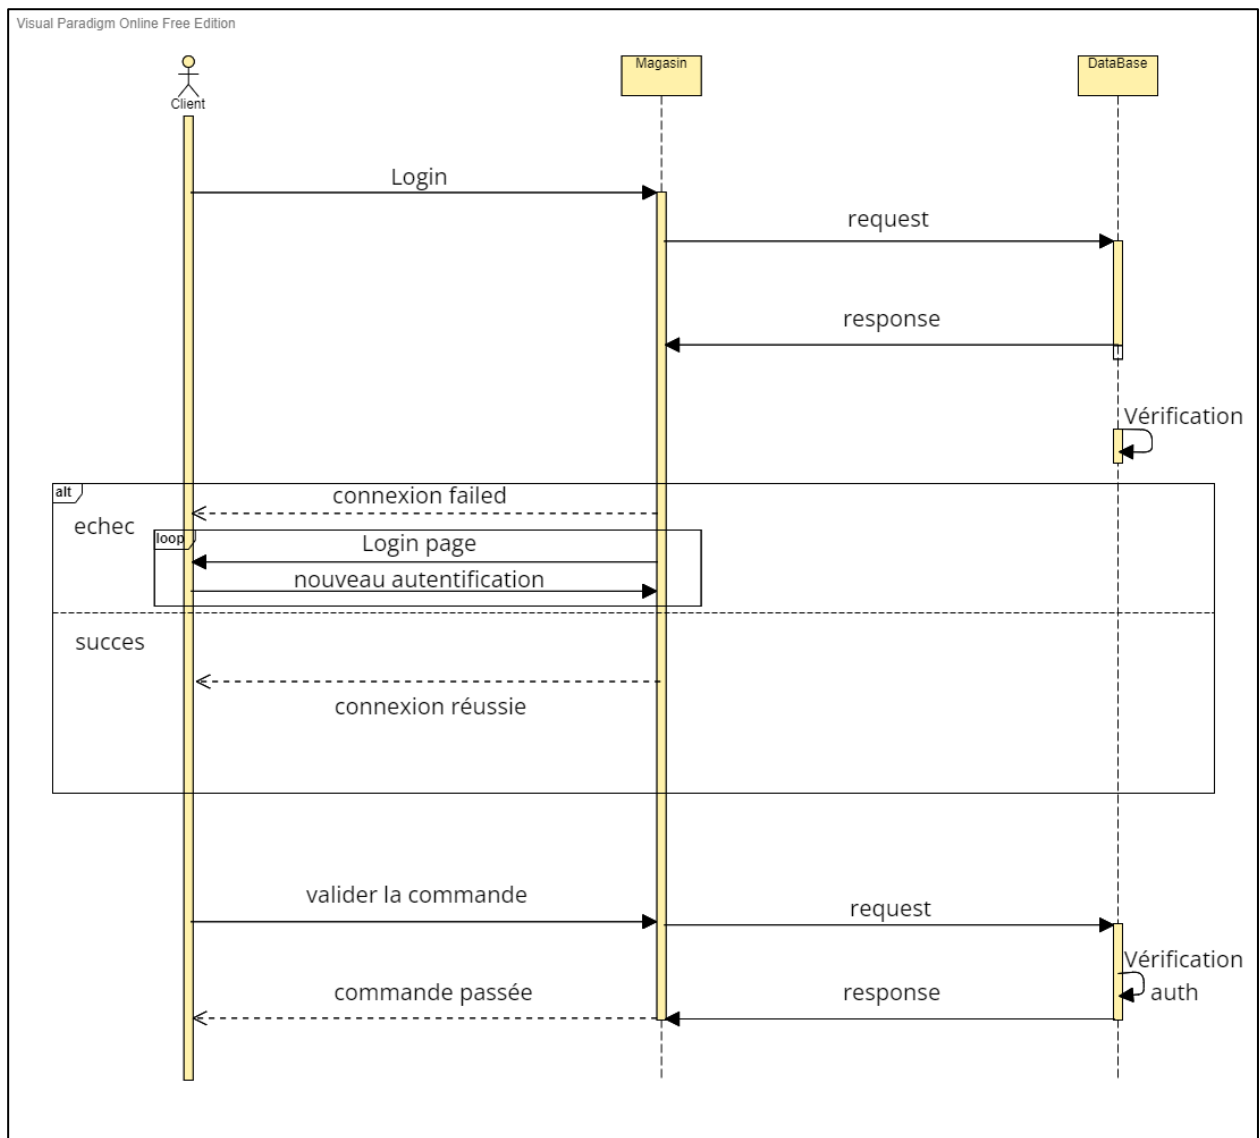 Visual Paradigm Online Free Edition
Client
Magasin
DataBase
Login
request
response
Vérification
alt
connexion failed
echec
loop
Login page
nouveau autentification
succes
connexion réussie
valider la commande
request
Vérification
auth
commande passée
response